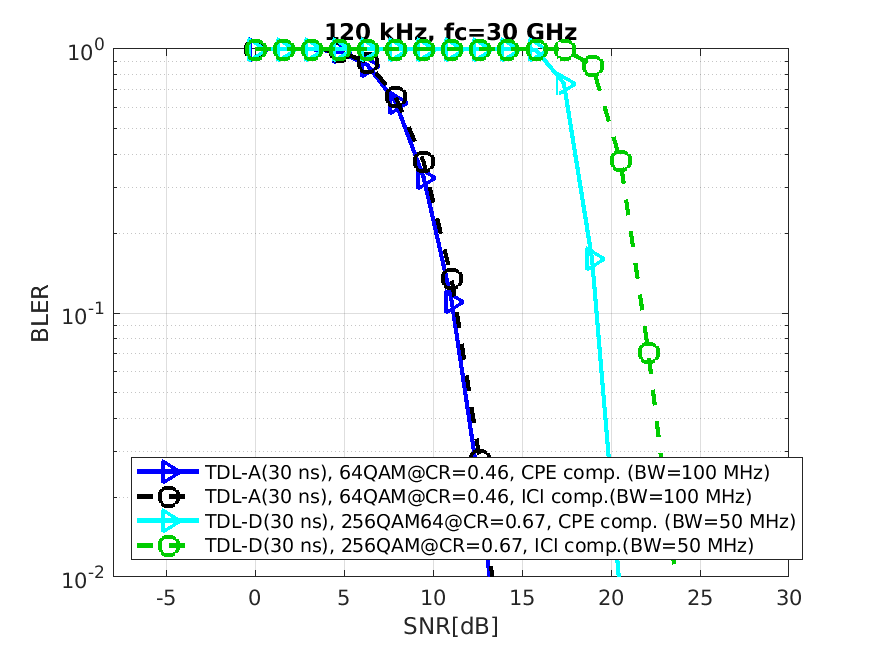 120 kHz, fc=30 GHz
10^0
10^-1
10^-2
BLER
TDL-A(30 ns), 64QAM@CR=0.46, CPE comp. (BW=100 MHz)
TDL-A(30 ns), 64QAM@CR=0.46, ICI comp.(BW=100 MHz)
TDL-D(30 ns), 256QAM64@CR=0.67, CPE comp. (BW=50 MHz)
TDL-D(30 ns), 256QAM@CR=0.67, ICI comp.(BW=50 MHz)
-5 0 5 10 15 20 25 30
SNR[dB]